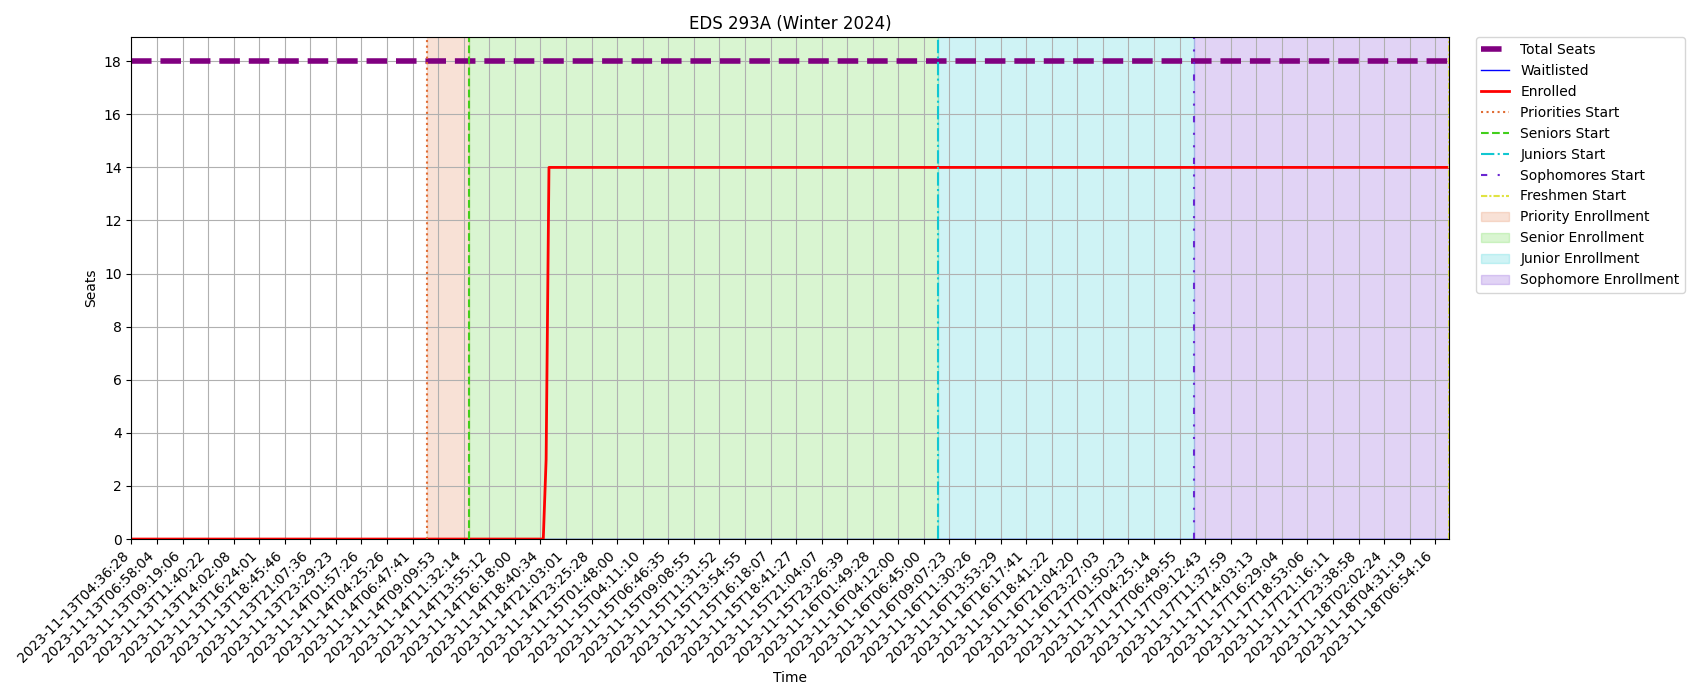 EDS 293A (Winter 2024)
Seats
18
16
14
12
10
8
6
4
2
0
2023-11-13T04:36:28
2023-11-13T06:58:04
2023-11-13T09:19:06
2023-11-13T11:40:22
2023-11-13T14:02:08
2023-11-13T16:24:01
2023-11-13T18:45:46
2023-11-13T21:07:36
2023-11-13T23:29:23
2023-11-14T01:57:26
2023-11-14T04:25:26
2023-11-14T06:47:41
2023-11-14T09:09:53
2023-11-14T11:32:14
2023-11-14T13:55:12
2023-11-14T16:18:00
2023-11-14T18:40:34
2023-11-14T21:03:01
2023-11-14T23:25:28
2023-11-15T01:48:00
2023-11-15T04:11:10
2023-11-15T06:46:35
2023-11-15T09:08:55
2023-11-15T11:31:52
2023-11-15T13:54:55
2023-11-15T16:18:07
2023-11-15T18:41:27
2023-11-15T21:04:07
2023-11-15T23:26:39
2023-11-16T01:49:28
2023-11-16T04:12:00
2023-11-16T06:45:00
2023-11-16T09:07:23
2023-11-16T11:30:26
2023-11-16T13:53:29
2023-11-16T16:17:41
2023-11-16T18:41:22
2023-11-16T21:04:20
2023-11-16T23:27:03
2023-11-17T01:50:23
2023-11-17T04:25:14
2023-11-17T06:49:55
2023-11-17T09:12:43
2023-11-17T11:37:59
2023-11-17T14:03:13
2023-11-17T16:29:04
2023-11-17T18:53:06
2023-11-17T21:16:11
2023-11-17T23:38:58
2023-11-18T02:02:24
2023-11-18T04:31:19
2023-11-18T06:54:16
Time
Total Seats
Waitlisted
Enrolled
Priorities Start
Seniors Start
Juniors Start
Sophomores Start
Freshmen Start
Priority Enrollment
Senior Enrollment
Junior Enrollment
Sophomore Enrollment